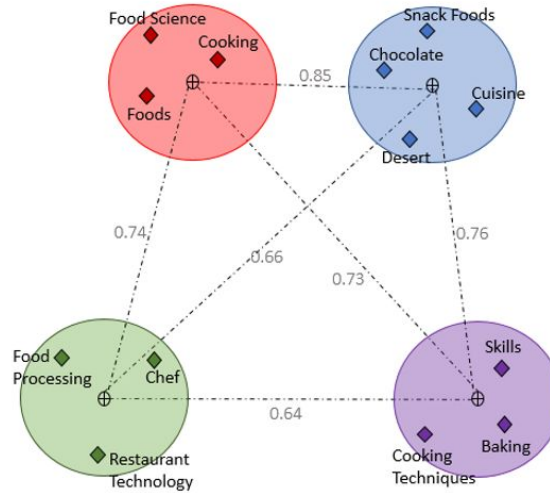 Food Science
Cooking
Foods
Snack Foods
Chocolate
Cuisine
Desert
0.85
0.74
0.66
0.73
0.76
Food
Processing
Chef
Restaurant
Technology
0.64
Skills
Baking
Cooking
Techniques